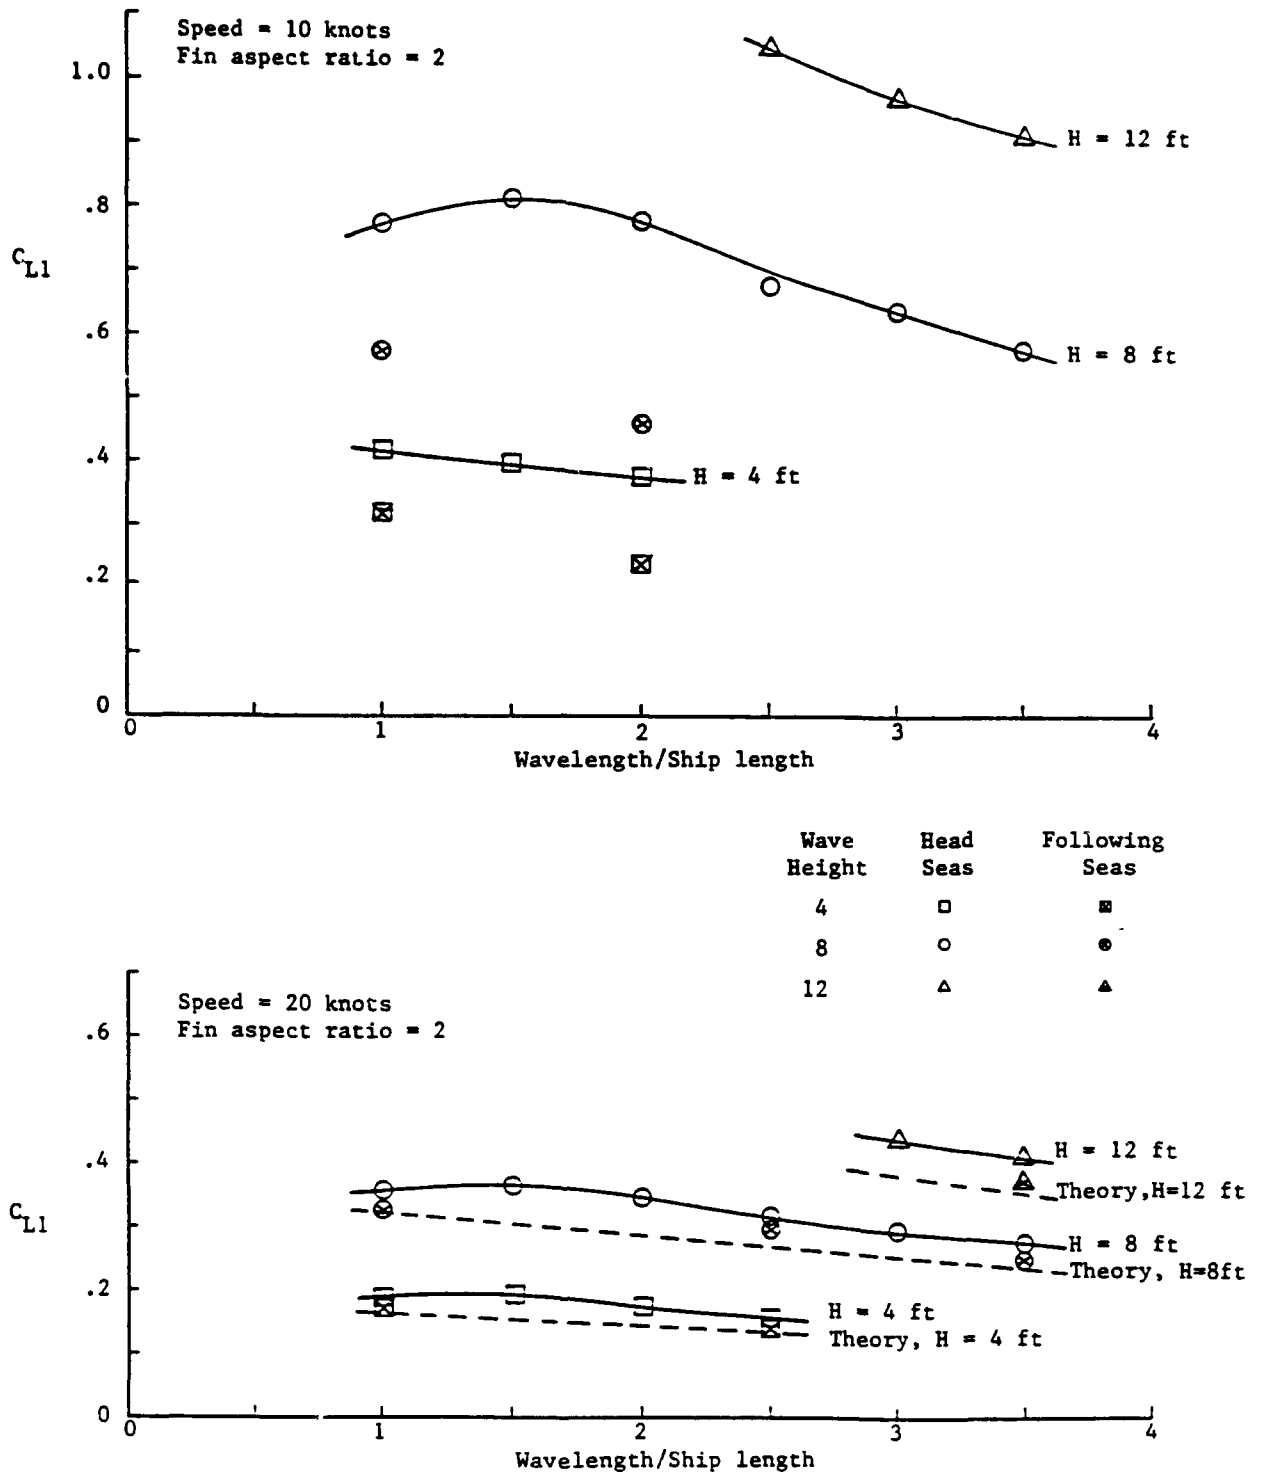 Speed = 10 knots
Fin aspect ratio = 2
1.0
.8
.6
.4
.2
0
C_L1
H = 12 ft
H = 8 ft
H = 4 ft
0 1 2 3 4
Wavelength/Ship length
Wave Height Head Seas Following Seas
4
8
12
Speed = 20 knots
Fin aspect ratio = 2
.6
.4
.2
0
C_L1
H = 12 ft
Theory,H=12 ft
H = 8 ft
Theory, H=8ft
H = 4 ft
Theory, H = 4 ft
0 1 2 3 4
Wavelength/Ship length